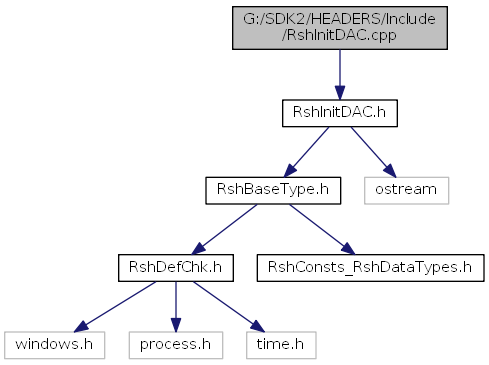 G:/SDK2/HEADERS/Include
/RshInitDAC.cpp
RshInitDAC.h
RshBaseType.h
ostream
RshDefChk.h
RshConsts_RshDataTypes.h
windows.h
process.h
time.h